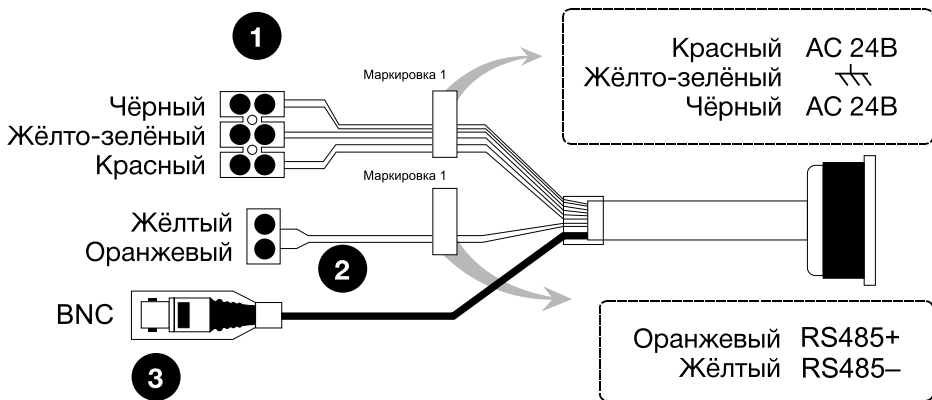 1
Маркировка 1
Чёрный
Жёлто-зелёный
Красный
Красный AC 24В
Жёлто-зелёный
Чёрный AC 24В
Маркировка 1
Жёлтый
Оранжевый
2
BNC
3
Оранжевый RS485+
Жёлтый RS485–